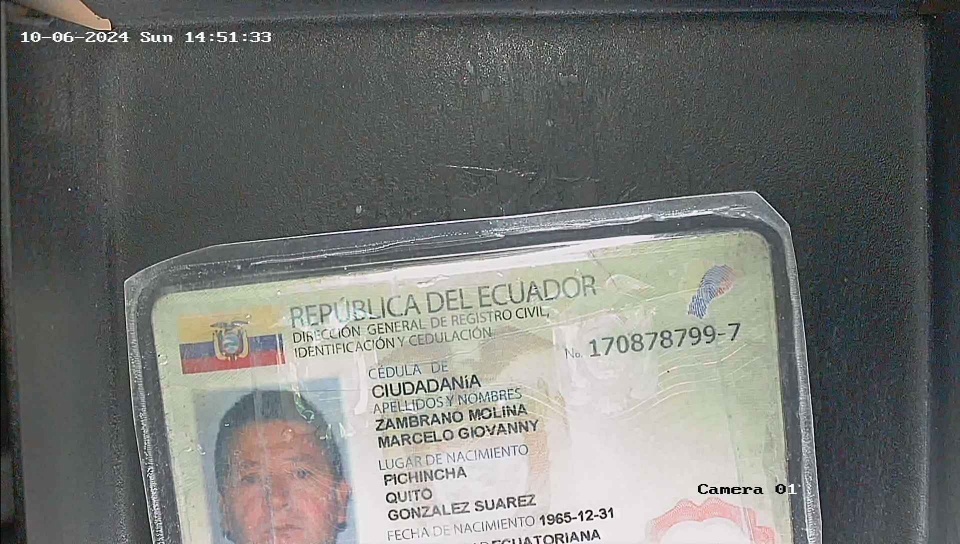 10-06-2024 Sun 14:51:33
REPÚBLICA DEL ECUADOR
DIRECCIÓN GENERAL DE REGISTRO CIVIL,
IDENTIFICACIÓN Y CEDULACIÓN
No. 170878799-7
CÉDULA DE
CIUDADANÍA
APELLIDOS Y NOMBRES
ZAMBRANO MOLINA
MARCELO GIOVANNY
LUGAR DE NACIMIENTO
PICHINCHA
QUITO
GONZALEZ SUAREZ
FECHA DE NACIMIENTO 1965-12-31
ECUATORIANA
Camera 01